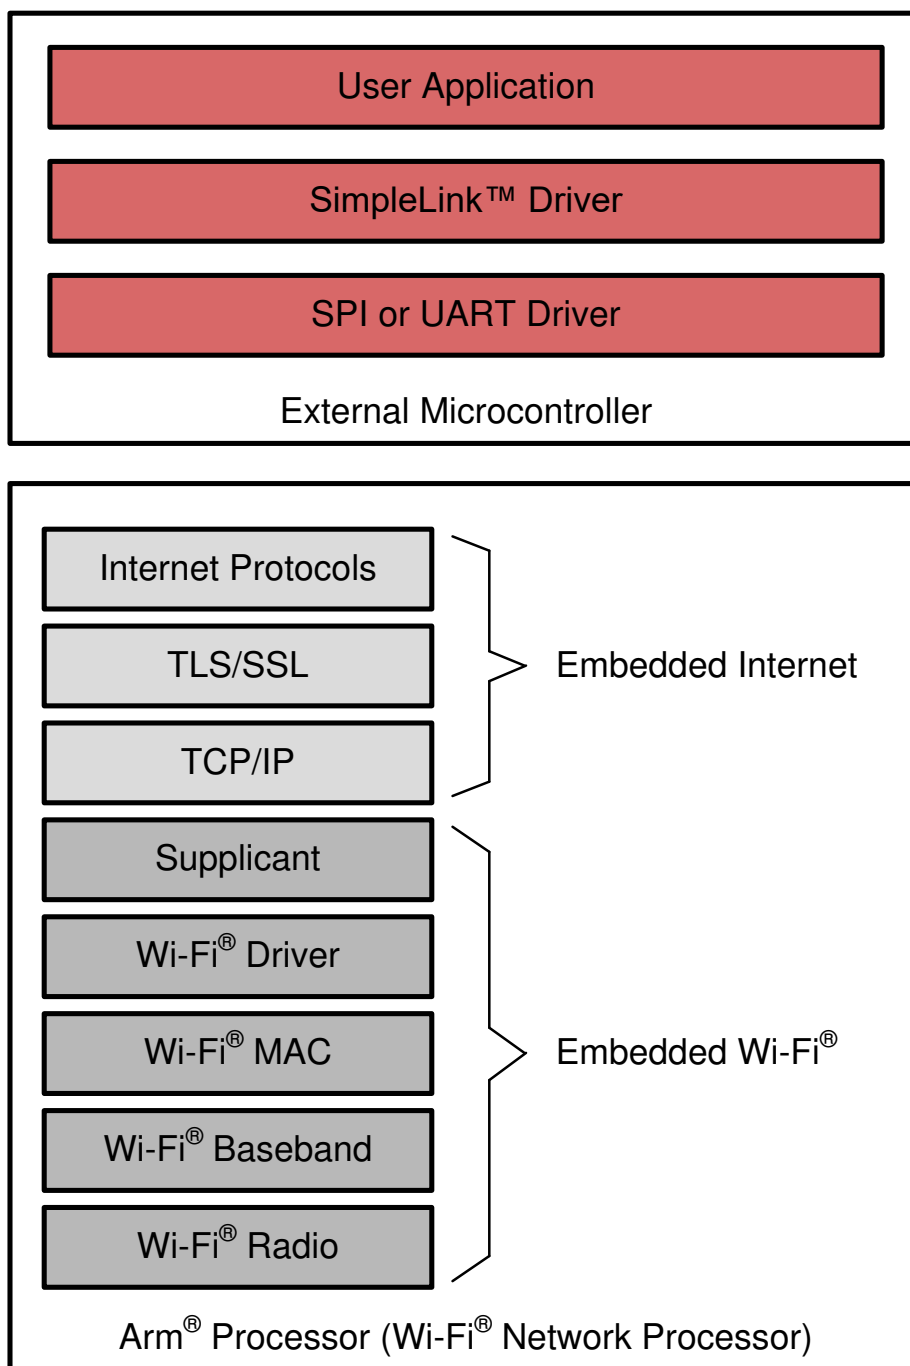 User Application
SimpleLink™ Driver
SPI or UART Driver
External Microcontroller
Internet Protocols
TLS/SSL
Embedded Internet
TCP/IP
Supplicant
Wi-Fi® Driver
Wi-Fi® MAC
Embedded Wi-Fi®
Wi-Fi® Baseband
Wi-Fi® Radio
Arm® Processor (Wi-Fi® Network Processor)